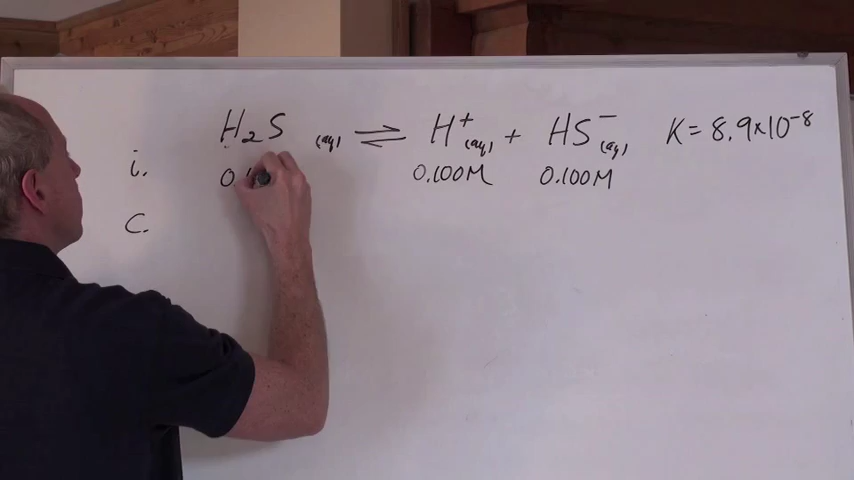 H₂S (aq) ⇌ H⁺(aq) + HS⁻(aq) K = 8.9×10⁻⁸
i. 0.100M 0.100M
C.